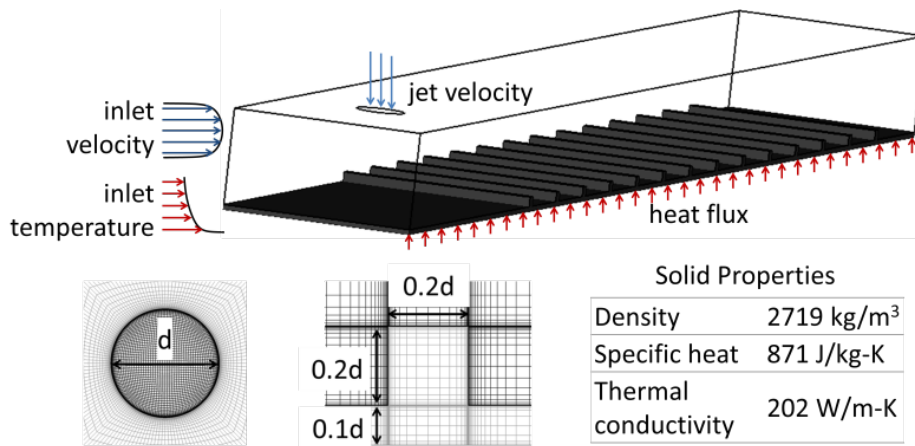 jet velocity
inlet
velocity
inlet
temperature
heat flux
d
0.2d
0.2d
0.1d
Solid Properties
Density 2719 kg/m³
Specific heat 871 J/kg-K
Thermal
conductivity 202 W/m-K